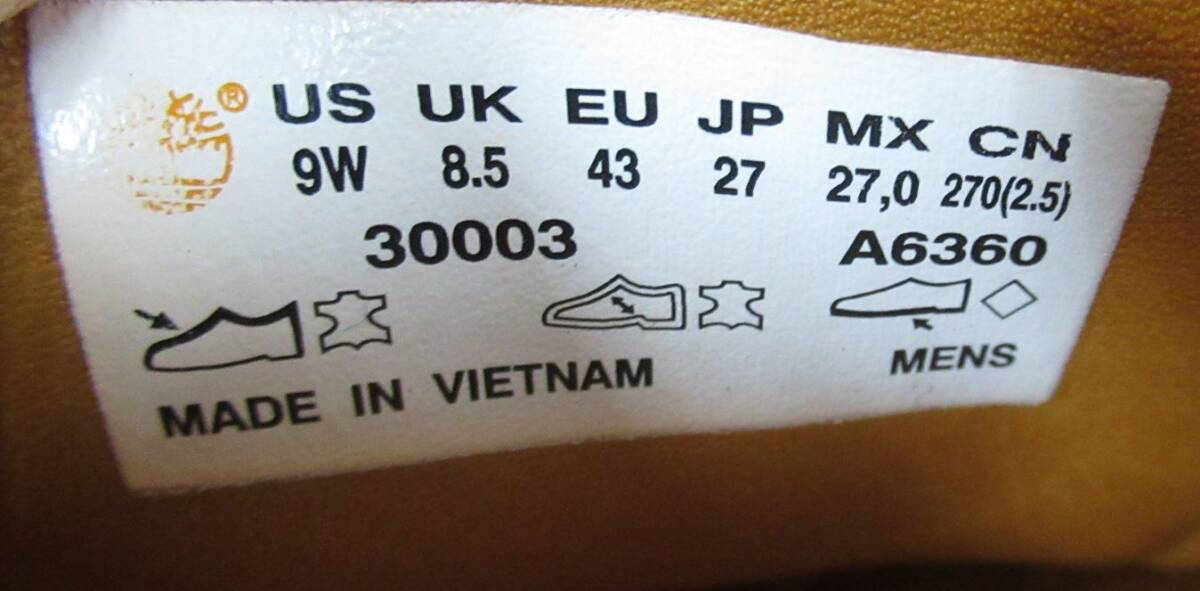 ® US UK EU JP MX CN
9W 8.5 43 27 27,0 270(2.5)
30003 A6360
MADE IN VIETNAM MENS